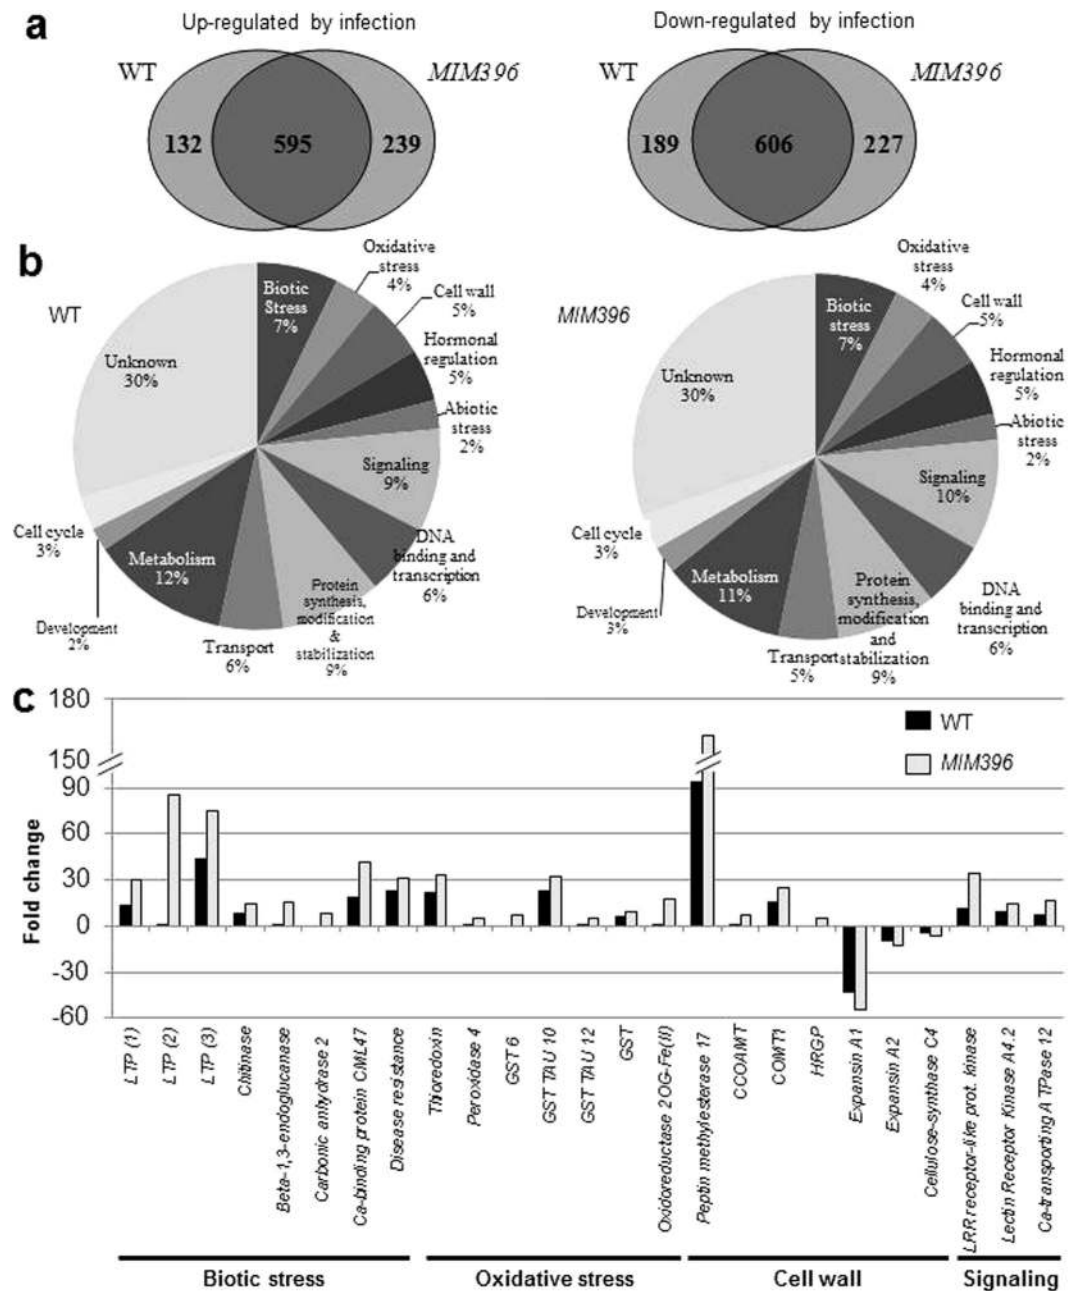 a
Up-regulated by infection
WT
MIM396
132
595
239
Down-regulated by infection
WT
MIM396
189
606
227
b
WT
Biotic
Stress
7%
Oxidative
stress
4%
Cell wall
5%
Hormonal
regulation
5%
Abiotic
stress
2%
Signaling
9%
DNA
binding and
transcription
6%
Protein
synthesis,
modification
&
stabilization
9%
Transport
6%
Metabolism
12%
Development
2%
Cell cycle
3%
Unknown
30%
MIM396
Biotic
stress
7%
Oxidative
stress
4%
Cell wall
5%
Hormonal
regulation
5%
Abiotic
stress
2%
Signaling
10%
DNA
binding and
transcription
6%
Protein
synthesis,
modification
and
stabilization
9%
Transport
5%
Metabolism
11%
Development
3%
Cell cycle
3%
Unknown
30%
c
Fold change
180
150
90
60
30
0
-30
-60
WT
MIM396
LTP (1)
LTP (2)
LTP (3)
Chitinase
Beta-1,3-endoglucanase
Carbonic anhydrase 2
Ca-binding protein CML47
Disease resistance
Thioredoxin
Peroxidase 4
GST 6
GST TAU 10
GST TAU 12
GST
Oxidoreductase 2OG-Fe(II)
Peptin methylesterase 17
CCOAMT
COMT1
HRGP
Expansin A1
Expansin A2
Cellulose-synthase C4
LRR receptor-like prot. kinase
Lectin Receptor Kinase A4.2
Ca-transporting ATPase 12
Biotic stress
Oxidative stress
Cell wall
Signaling